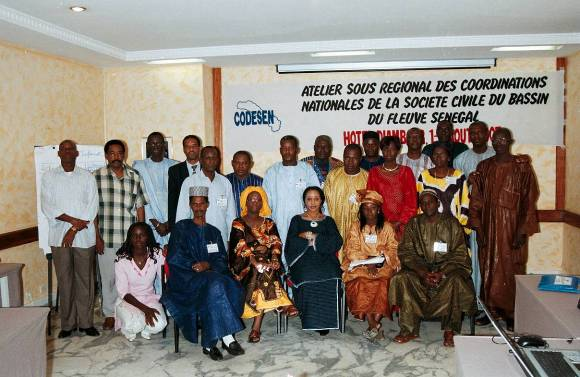 ATELIER SOUS REGIONAL DES COORDINATIONS
NATIONALES DE LA SOCIETE CIVILE DU BASSIN
DU FLEUVE SENEGAL
CODESEN